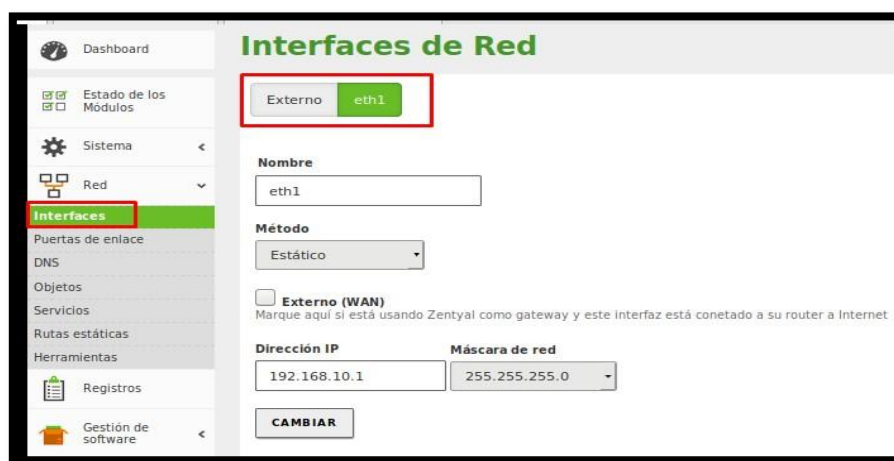 Dashboard
Estado de los
Módulos
Sistema
Red
Interfaces
Puertas de enlace
DNS
Objetos
Servicios
Rutas estáticas
Herramientas
Registros
Gestión de
software
Interfaces de Red
Externo eth1
Nombre
eth1
Método
Estático
Externo (WAN)
Marque aquí si está usando Zentyal como gateway y este interfaz está conetado a su router a Internet
Dirección IP Máscara de red
192.168.10.1 255.255.255.0
CAMBIAR